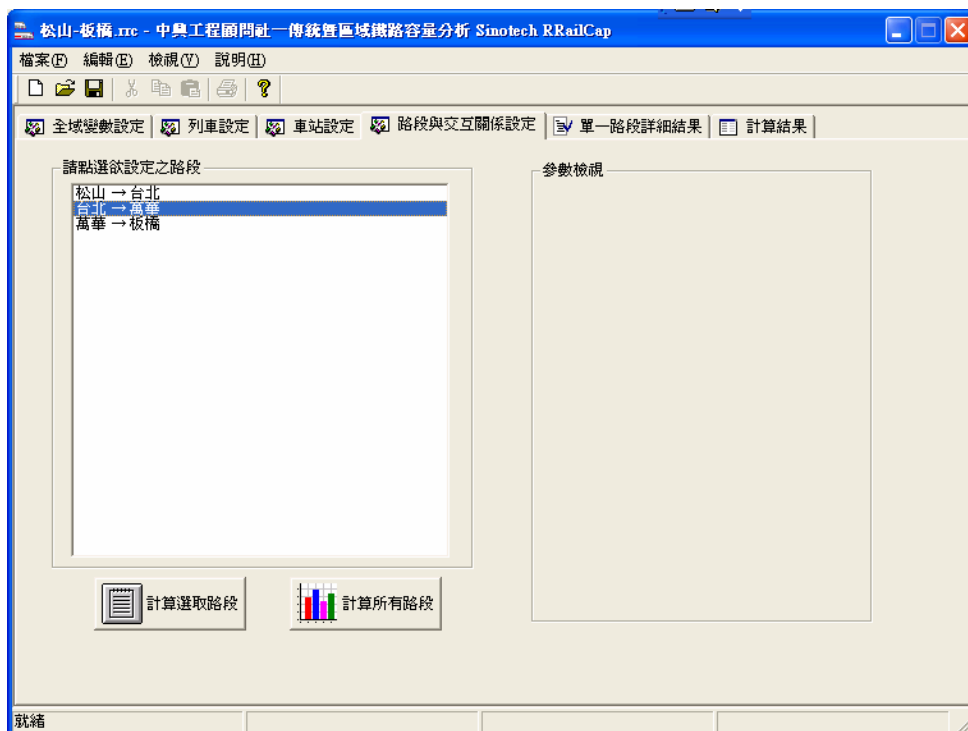 松山-板橋.rrc - 中興工程顧問社─傳統暨區域鐵路容量分析 Sinotech RRailCap
檔案(F) 編輯(E) 檢視(V) 說明(H)
全域變數設定 列車設定 車站設定 路段與交互關係設定 單一路段詳細結果 計算結果
請點選欲設定之路段
參數檢視
松山 → 台北
台北 → 萬華
萬華 → 板橋
計算選取路段
計算所有路段
就緒